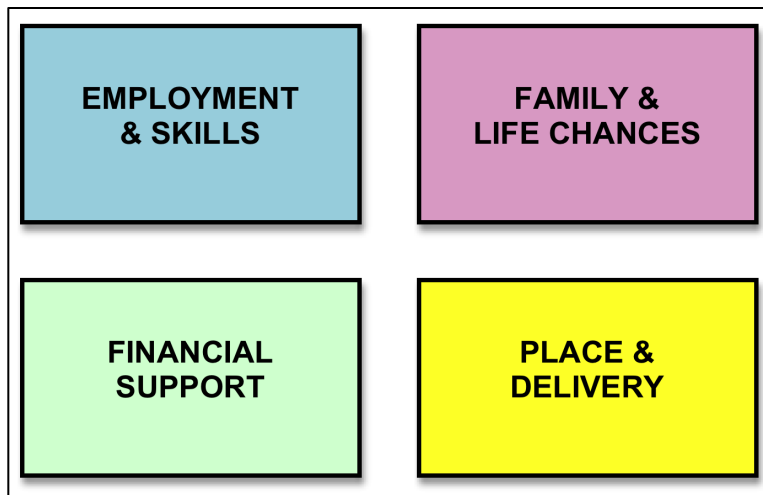 EMPLOYMENT
& SKILLS
FAMILY &
LIFE CHANCES
FINANCIAL
SUPPORT
PLACE &
DELIVERY